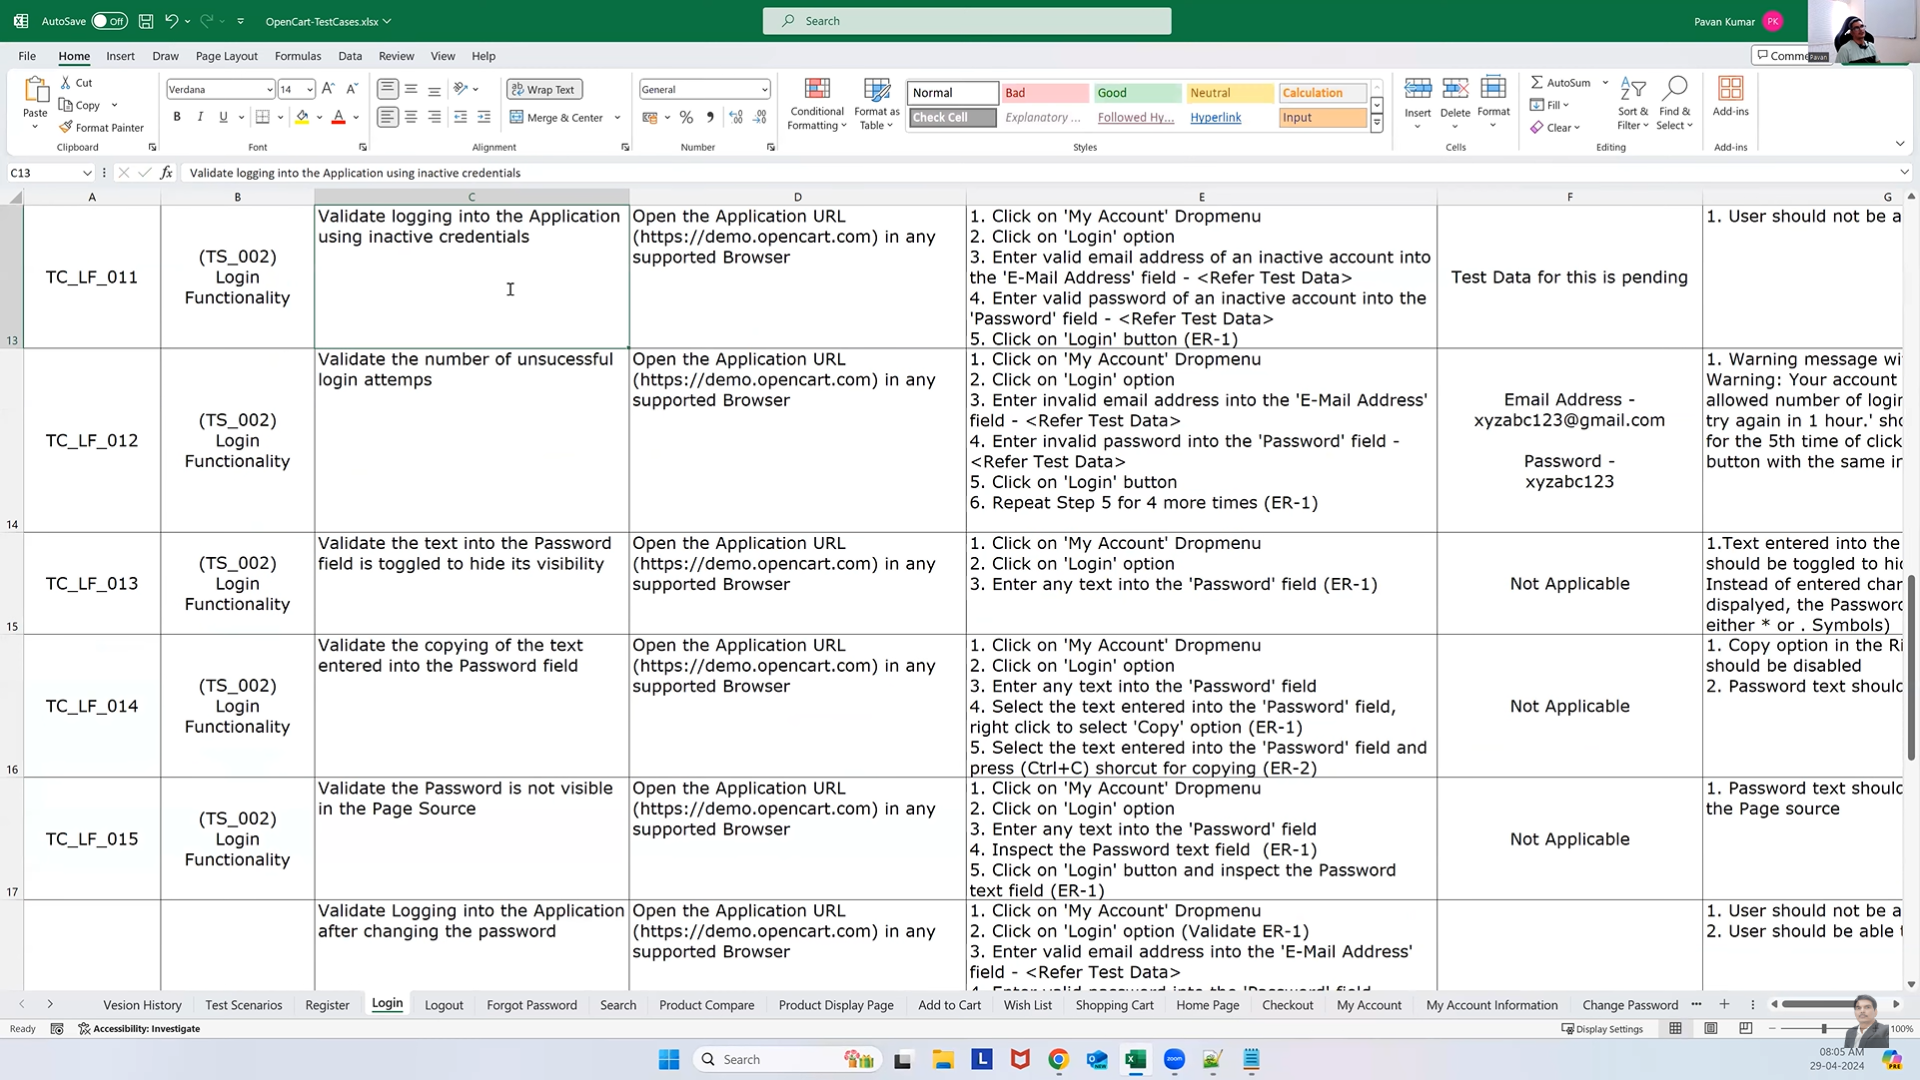 AutoSave Off OpenCart-TestCases.xlsx Search Pavan Kumar PK
Pavan
File Home Insert Draw Page Layout Formulas Data Review View Help
Paste Cut Copy Format Painter
Clipboard
Verdana 14
B I U
Font
Wrap Text
Merge & Center
Alignment
General
Number
Conditional Formatting
Format as Table
Normal Bad Good Neutral Calculation
Check Cell Explanatory ... Followed Hy... Hyperlink Input
Styles
Insert Delete Format
Cells
AutoSum Fill Clear
Sort & Filter
Find & Select
Editing
Add-ins
Add-ins
C13 fx Validate logging into the Application using inactive credentials
A B C D E F G
13
TC_LF_011
(TS_002)
Login
Functionality
Validate logging into the Application
using inactive credentials
Open the Application URL
(https://demo.opencart.com) in any
supported Browser
1. Click on 'My Account' Dropmenu
2. Click on 'Login' option
3. Enter valid email address of an inactive account into
the 'E-Mail Address' field - <Refer Test Data>
4. Enter valid password of an inactive account into the
'Password' field - <Refer Test Data>
5. Click on 'Login' button (ER-1)
Test Data for this is pending
1. User should not be a
14
TC_LF_012
(TS_002)
Login
Functionality
Validate the number of unsucessful
login attemps
Open the Application URL
(https://demo.opencart.com) in any
supported Browser
1. Click on 'My Account' Dropmenu
2. Click on 'Login' option
3. Enter invalid email address into the 'E-Mail Address'
field - <Refer Test Data>
4. Enter invalid password into the 'Password' field -
<Refer Test Data>
5. Click on 'Login' button
6. Repeat Step 5 for 4 more times (ER-1)
Email Address -
xyzabc123@gmail.com
Password -
xyzabc123
1. Warning message wi
Warning: Your account
allowed number of login
try again in 1 hour.' sho
for the 5th time of click
button with the same in
15
TC_LF_013
(TS_002)
Login
Functionality
Validate the text into the Password
field is toggled to hide its visibility
Open the Application URL
(https://demo.opencart.com) in any
supported Browser
1. Click on 'My Account' Dropmenu
2. Click on 'Login' option
3. Enter any text into the 'Password' field (ER-1)
Not Applicable
1.Text entered into the
should be toggled to hid
Instead of entered char
dispalyed, the Password
either * or . Symbols)
16
TC_LF_014
(TS_002)
Login
Functionality
Validate the copying of the text
entered into the Password field
Open the Application URL
(https://demo.opencart.com) in any
supported Browser
1. Click on 'My Account' Dropmenu
2. Click on 'Login' option
3. Enter any text into the 'Password' field
4. Select the text entered into the 'Password' field,
right click to select 'Copy' option (ER-1)
5. Select the text entered into the 'Password' field and
press (Ctrl+C) shorcut for copying (ER-2)
Not Applicable
1. Copy option in the Ri
should be disabled
2. Password text should
17
TC_LF_015
(TS_002)
Login
Functionality
Validate the Password is not visible
in the Page Source
Open the Application URL
(https://demo.opencart.com) in any
supported Browser
1. Click on 'My Account' Dropmenu
2. Click on 'Login' option
3. Enter any text into the 'Password' field
4. Inspect the Password text field (ER-1)
5. Click on 'Login' button and inspect the Password
text field (ER-1)
Not Applicable
1. Password text should
the Page source
Validate Logging into the Application
after changing the password
Open the Application URL
(https://demo.opencart.com) in any
supported Browser
1. Click on 'My Account' Dropmenu
2. Click on 'Login' option (Validate ER-1)
3. Enter valid email address into the 'E-Mail Address'
field - <Refer Test Data>
1. User should not be a
2. User should be able t
Vesion History Test Scenarios Register Login Logout Forgot Password Search Product Compare Product Display Page Add to Cart Wish List Shopping Cart Home Page Checkout My Account My Account Information Change Password
Ready Accessibility: Investigate Display Settings 100%
Search
08:05 AM
29-04-2024